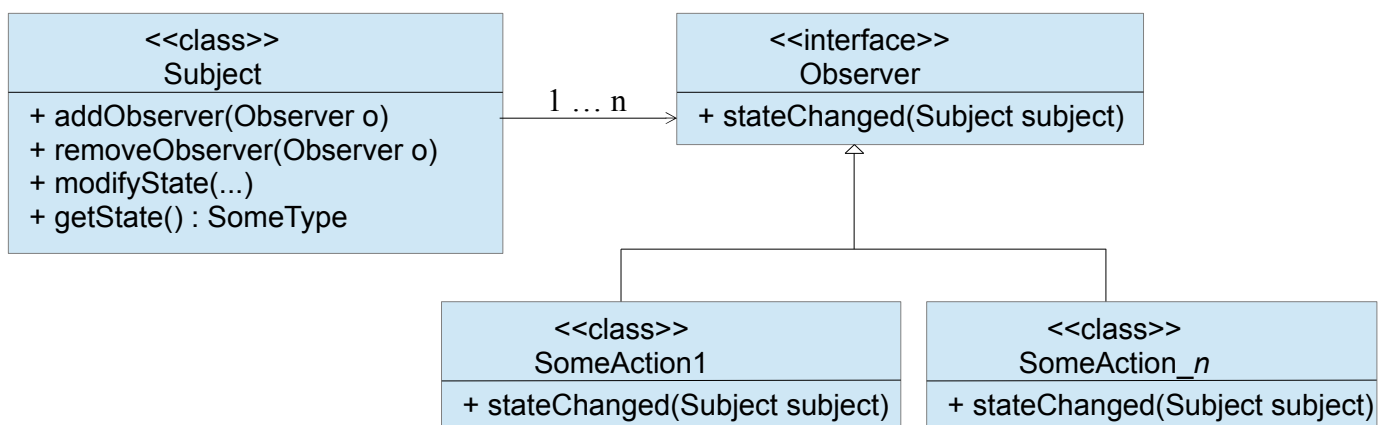 <<class>>
Subject
+ addObserver(Observer o)
+ removeObserver(Observer o)
+ modifyState(...)
+ getState() : SomeType
1 … n
<<interface>>
Observer
+ stateChanged(Subject subject)
<<class>>
SomeAction1
+ stateChanged(Subject subject)
<<class>>
SomeAction_n
+ stateChanged(Subject subject)